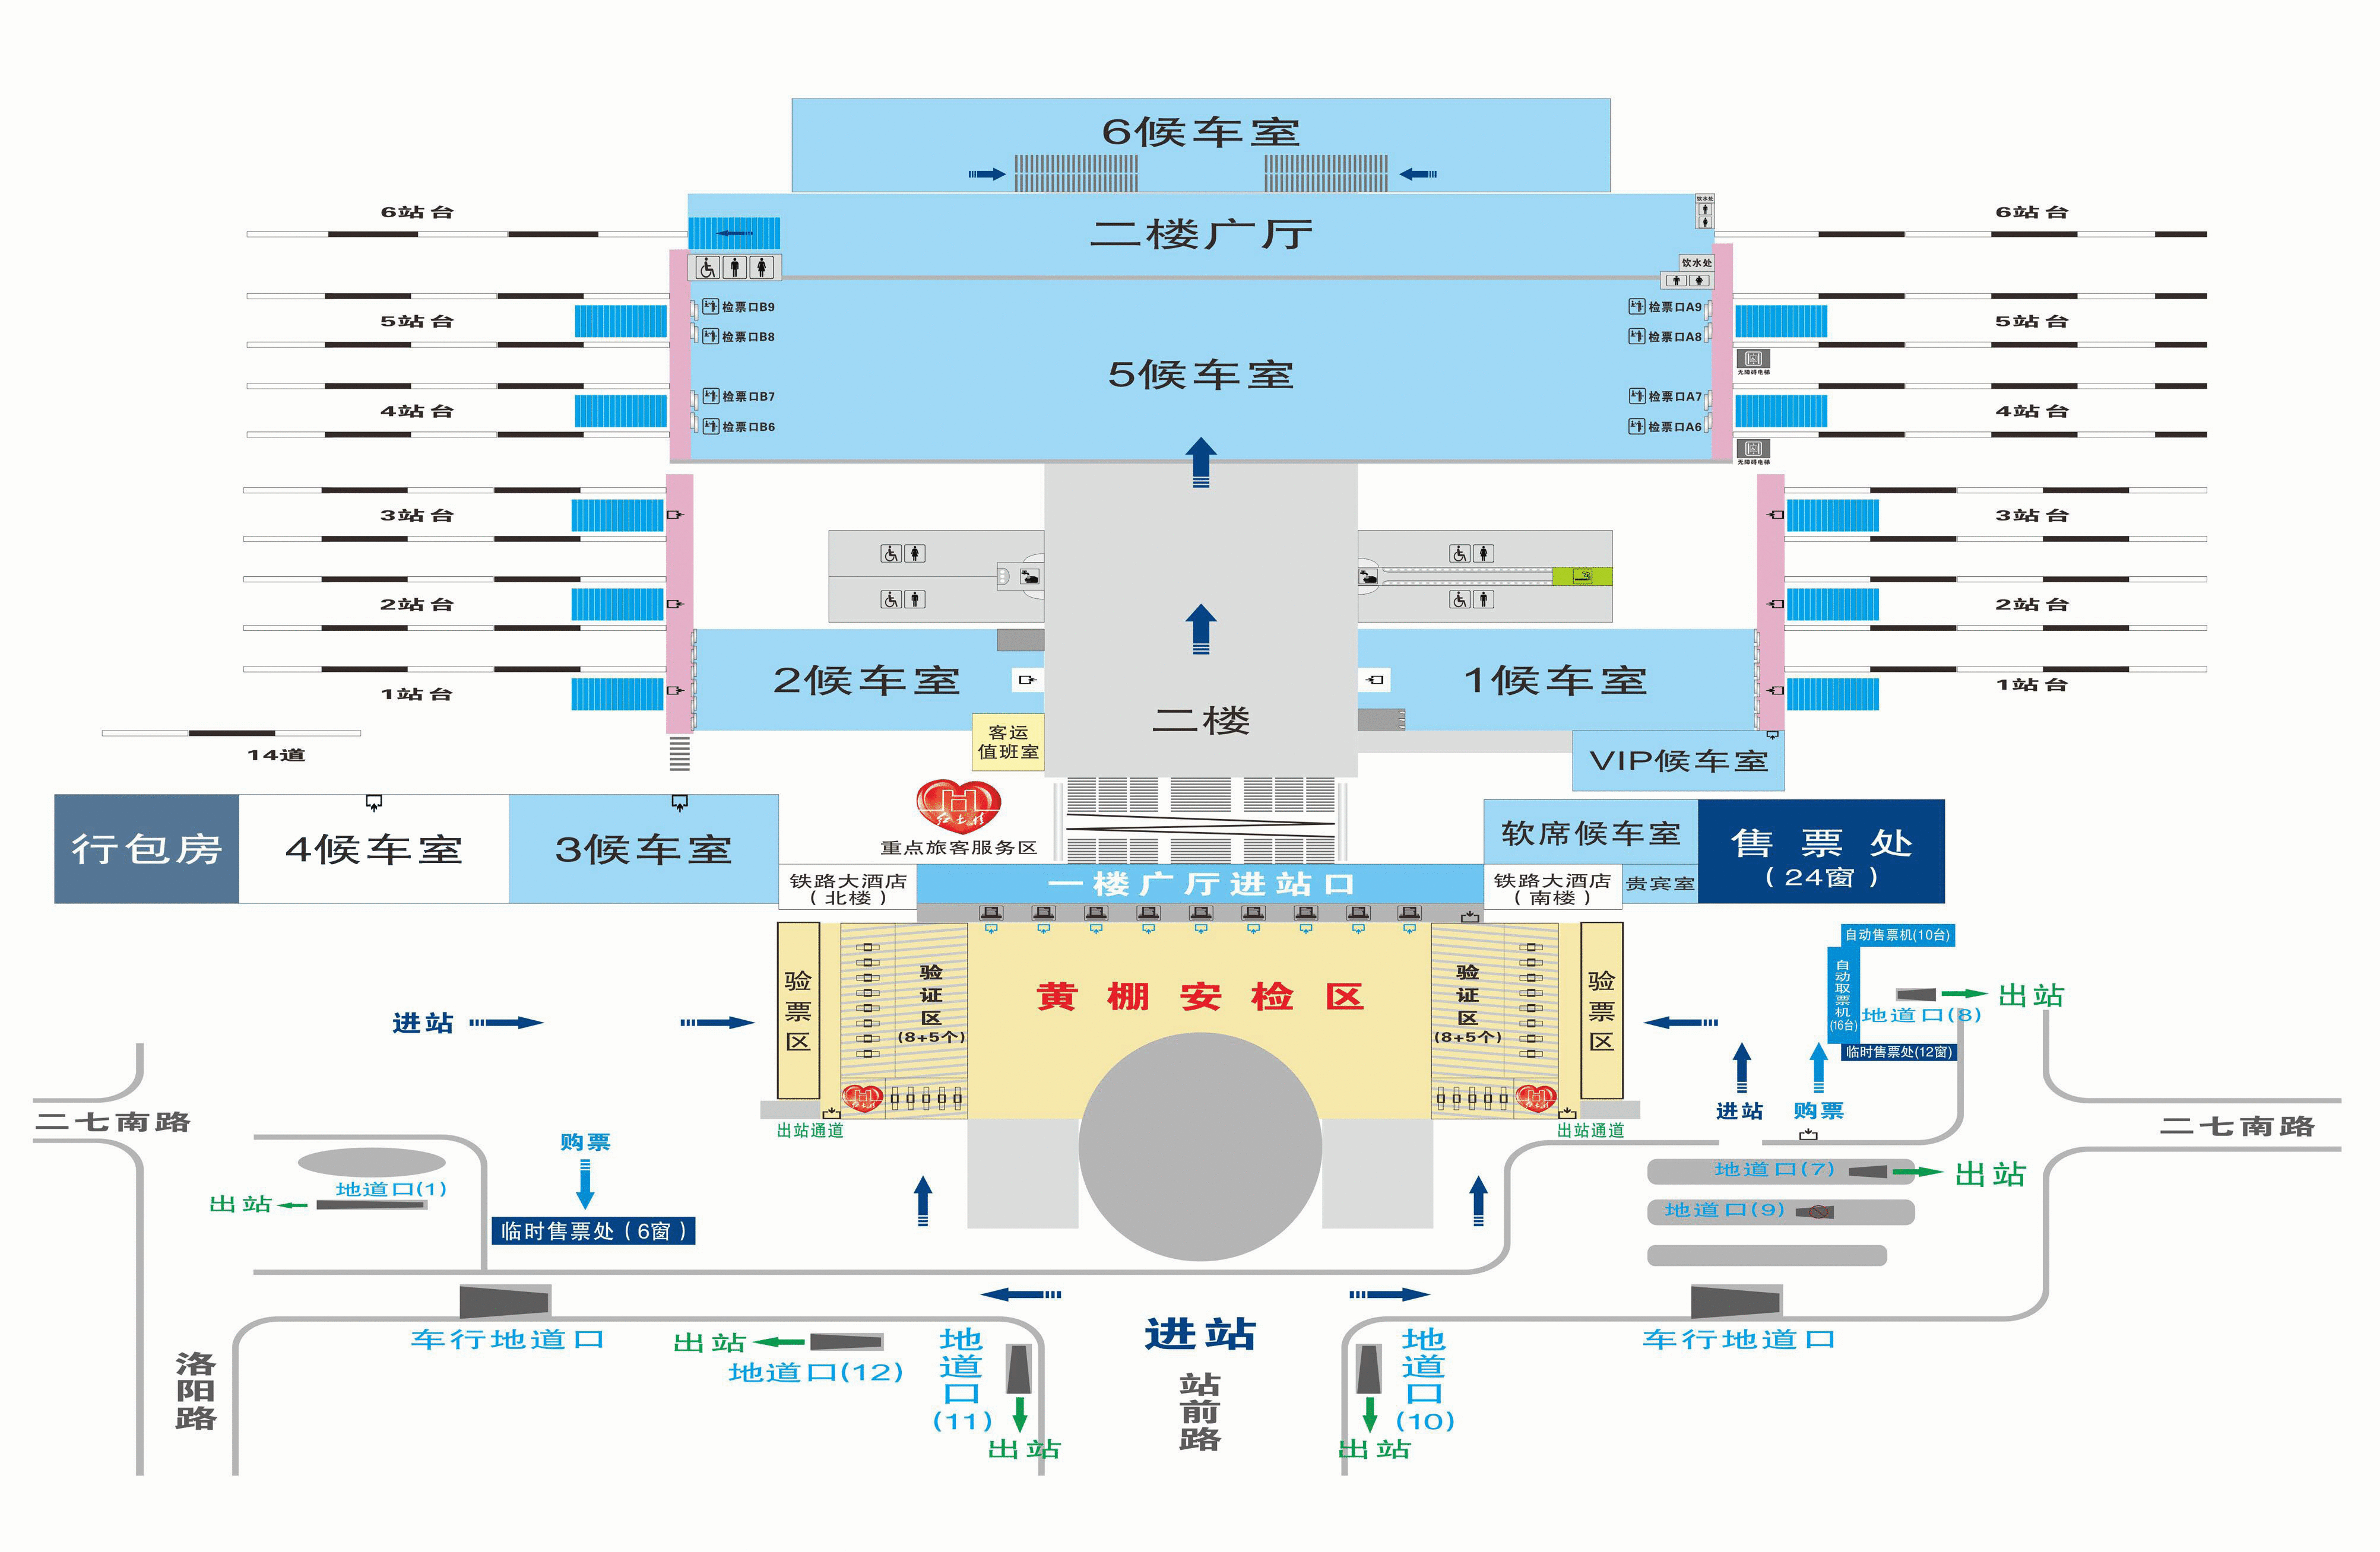 6候车室
二楼广厅
饮水处
6站台
6站台
饮水处
检票口B9
检票口A9
5站台
检票口B8
检票口A8
5站台
无障碍电梯
5候车室
检票口B7
检票口A7
4站台
4站台
检票口B6
检票口A6
无障碍电梯
3站台
3站台
2站台
2站台
2候车室
1候车室
1站台
1站台
二楼
客运
值班室
14道
VIP候车室
红土情
重点旅客服务区
行包房
4候车室
3候车室
软席候车室
售票处
(24窗)
铁路大酒店
(北楼)
一楼广厅进站口
铁路大酒店
(南楼)
贵宾室
验票区
验证区
(8+5个)
黄棚安检区
验证区
(8+5个)
验票区
自动售票机(10台)
自动取票机
(16台)
出站
地道口(8)
临时售票处(12窗)
进站
进站
购票
出站通道
出站通道
二七南路
二七南路
购票
地道口(1)
出站
临时售票处(6窗)
地道口(7)
出站
地道口(9)
车行地道口
出站
地道口(12)
地道口
(11)
出站
进站
站前路
地道口
(10)
出站
车行地道口
洛阳路